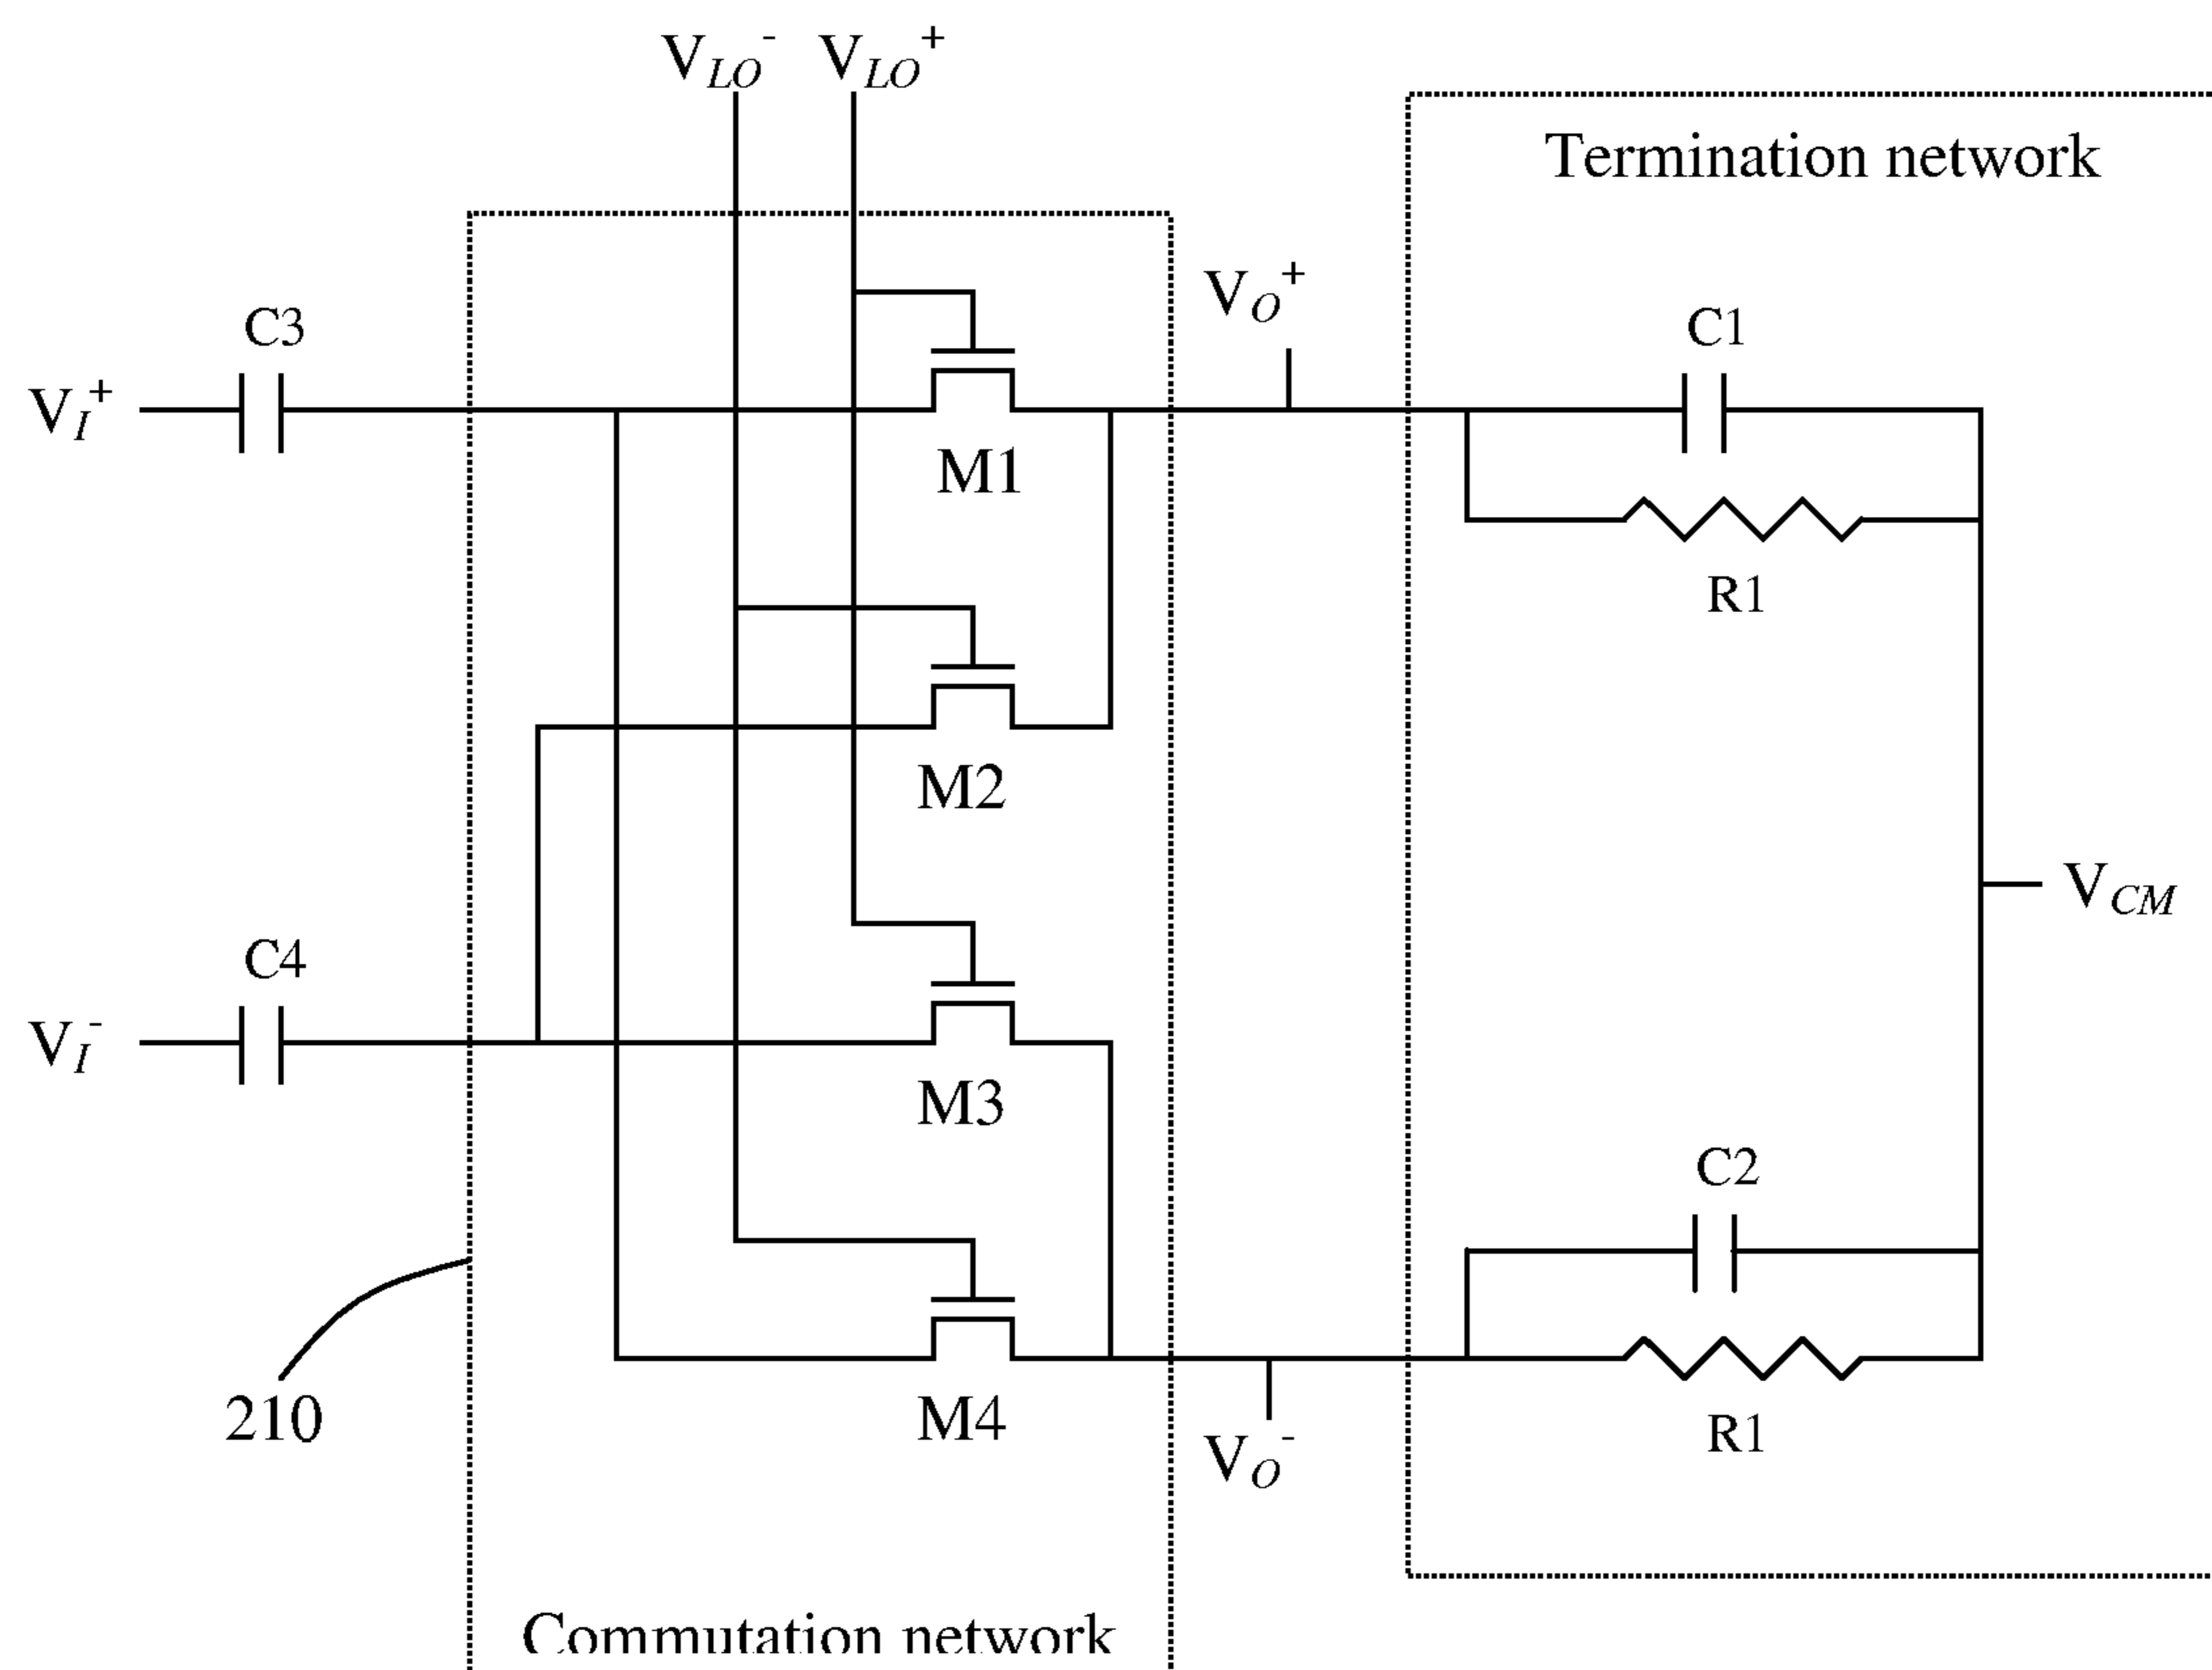 V_LO^- V_LO^+
Termination network
V_O^+
C3
C1
V_I^+
M1
R1
M2
V_CM
C4
V_I^-
M3
C2
210
M4
R1
V_O^-
Commutation network